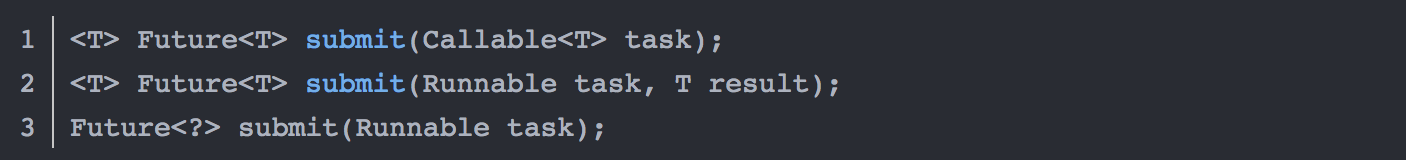 1 <T> Future<T> submit(Callable<T> task);
2 <T> Future<T> submit(Runnable task, T result);
3 Future<?> submit(Runnable task);